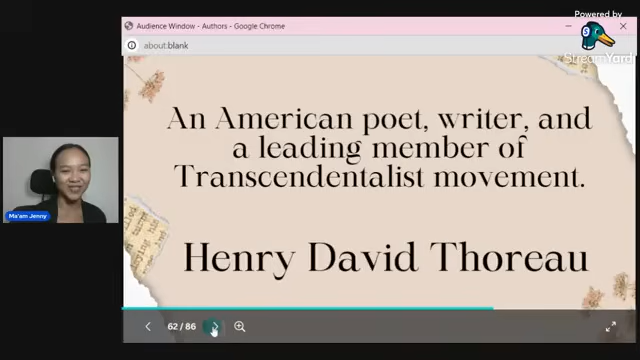 Powered by
StreamYard
Audience Window - Authors - Google Chrome
about:blank
An American poet, writer, and
a leading member of
Transcendentalist movement.
Henry David Thoreau
Ma'am Jenny
62 / 86